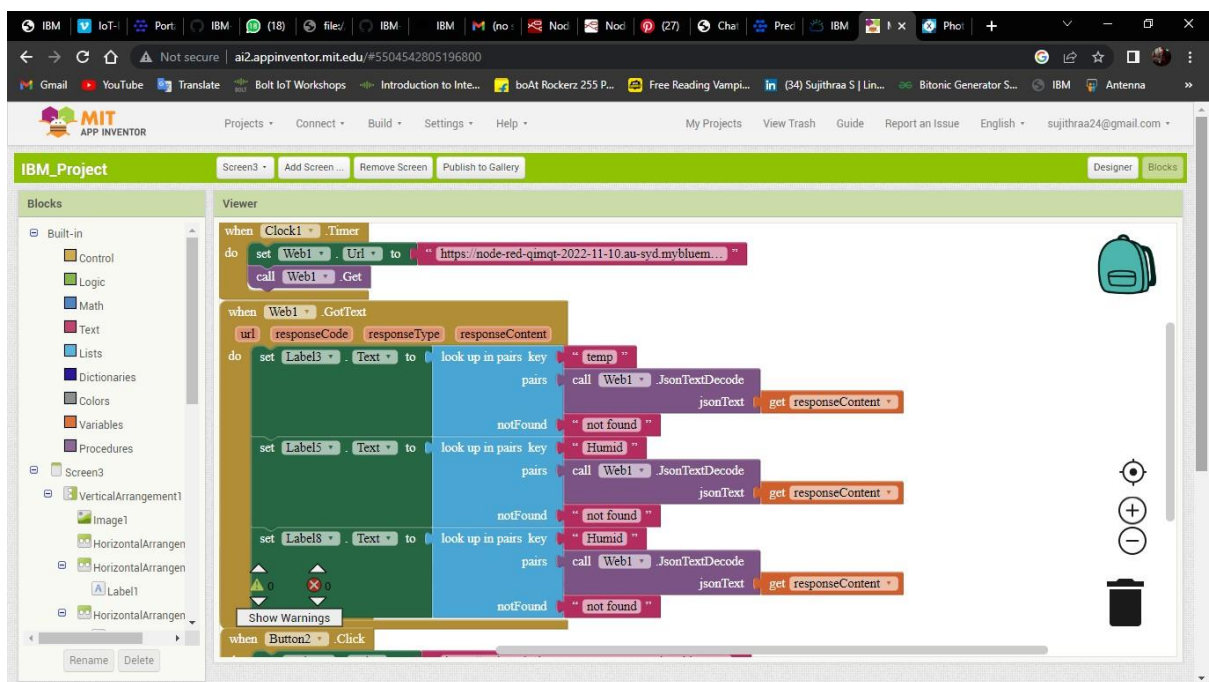 IBM IoT-I Port: IBM- (18) file:/ IBM- IBM (no s Nod Nod (27) Chat Pred IBM Phot
Not secure | ai2.appinventor.mit.edu/#5504542805196800
Gmail YouTube Translate Bolt IoT Workshops Introduction to Inte... boAt Rockerz 255 P... Free Reading Vampi... (34) Sujithraa S | Lin... Bitonic Generator S... IBM Antenna »
MIT
APP INVENTOR
Projects Connect Build Settings Help My Projects View Trash Guide Report an Issue English sujithraa24@gmail.com
IBM_Project Screen3 Add Screen ... Remove Screen Publish to Gallery Designer Blocks
Blocks
Built-in
Control
Logic
Math
Text
Lists
Dictionaries
Colors
Variables
Procedures
Screen3
VerticalArrangement1
Image1
HorizontalArrangen
HorizontalArrangen
Label1
HorizontalArrangen
Rename Delete
Viewer
when Clock1 .Timer
do set Web1 . Url to " https://node-red-qimqt-2022-11-10.au-syd.mybluem... "
call Web1 .Get
when Web1 .GotText
url responseCode responseType responseContent
do set Label3 . Text to look up in pairs key " temp "
pairs call Web1 .JsonTextDecode
jsonText get responseContent
notFound " not found "
set Label5 . Text to look up in pairs key " Humid "
pairs call Web1 .JsonTextDecode
jsonText get responseContent
notFound " not found "
set Label8 . Text to look up in pairs key " Humid "
pairs call Web1 .JsonTextDecode
jsonText get responseContent
notFound " not found "
0 0
Show Warnings
when Button2 .Click